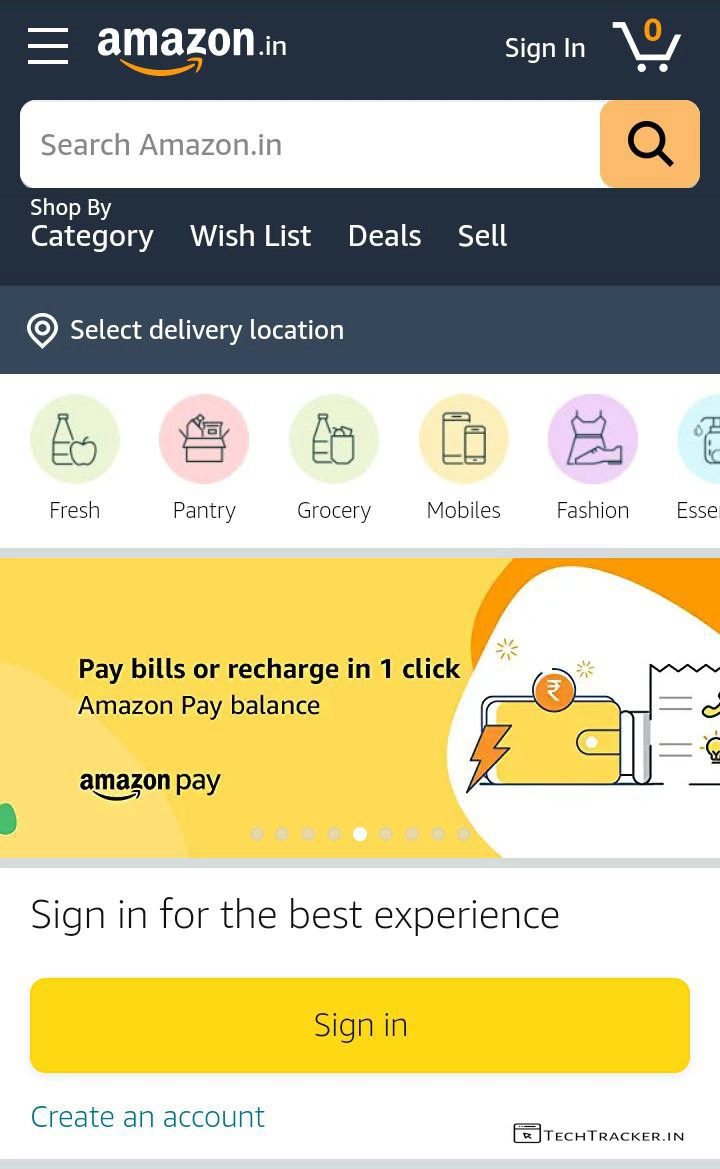 amazon.in
Sign In
0
Search Amazon.in
Shop By
Category Wish List Deals Sell
Select delivery location
Fresh Pantry Grocery Mobiles Fashion Esse
Pay bills or recharge in 1 click
₹
Amazon Pay balance
amazon pay
Sign in for the best experience
Sign in
Create an account
TECHTRACKER.IN